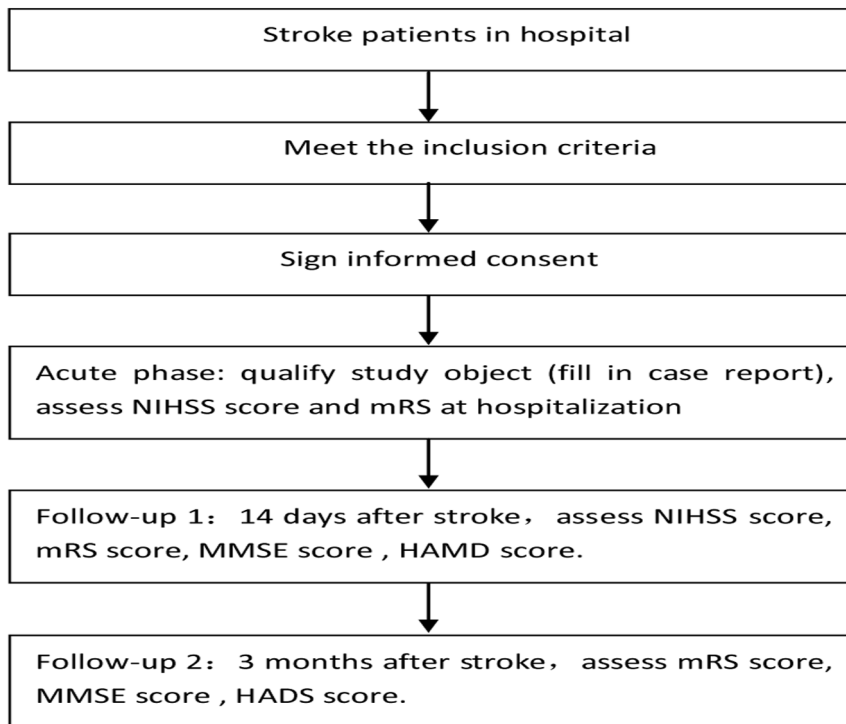 Stroke patients in hospital
Meet the inclusion criteria
Sign informed consent
Acute phase: qualify study object (fill in case report),
assess NIHSS score and mRS at hospitalization
Follow-up 1：14 days after stroke，assess NIHSS score,
mRS score, MMSE score , HAMD score.
Follow-up 2：3 months after stroke，assess mRS score,
MMSE score , HADS score.